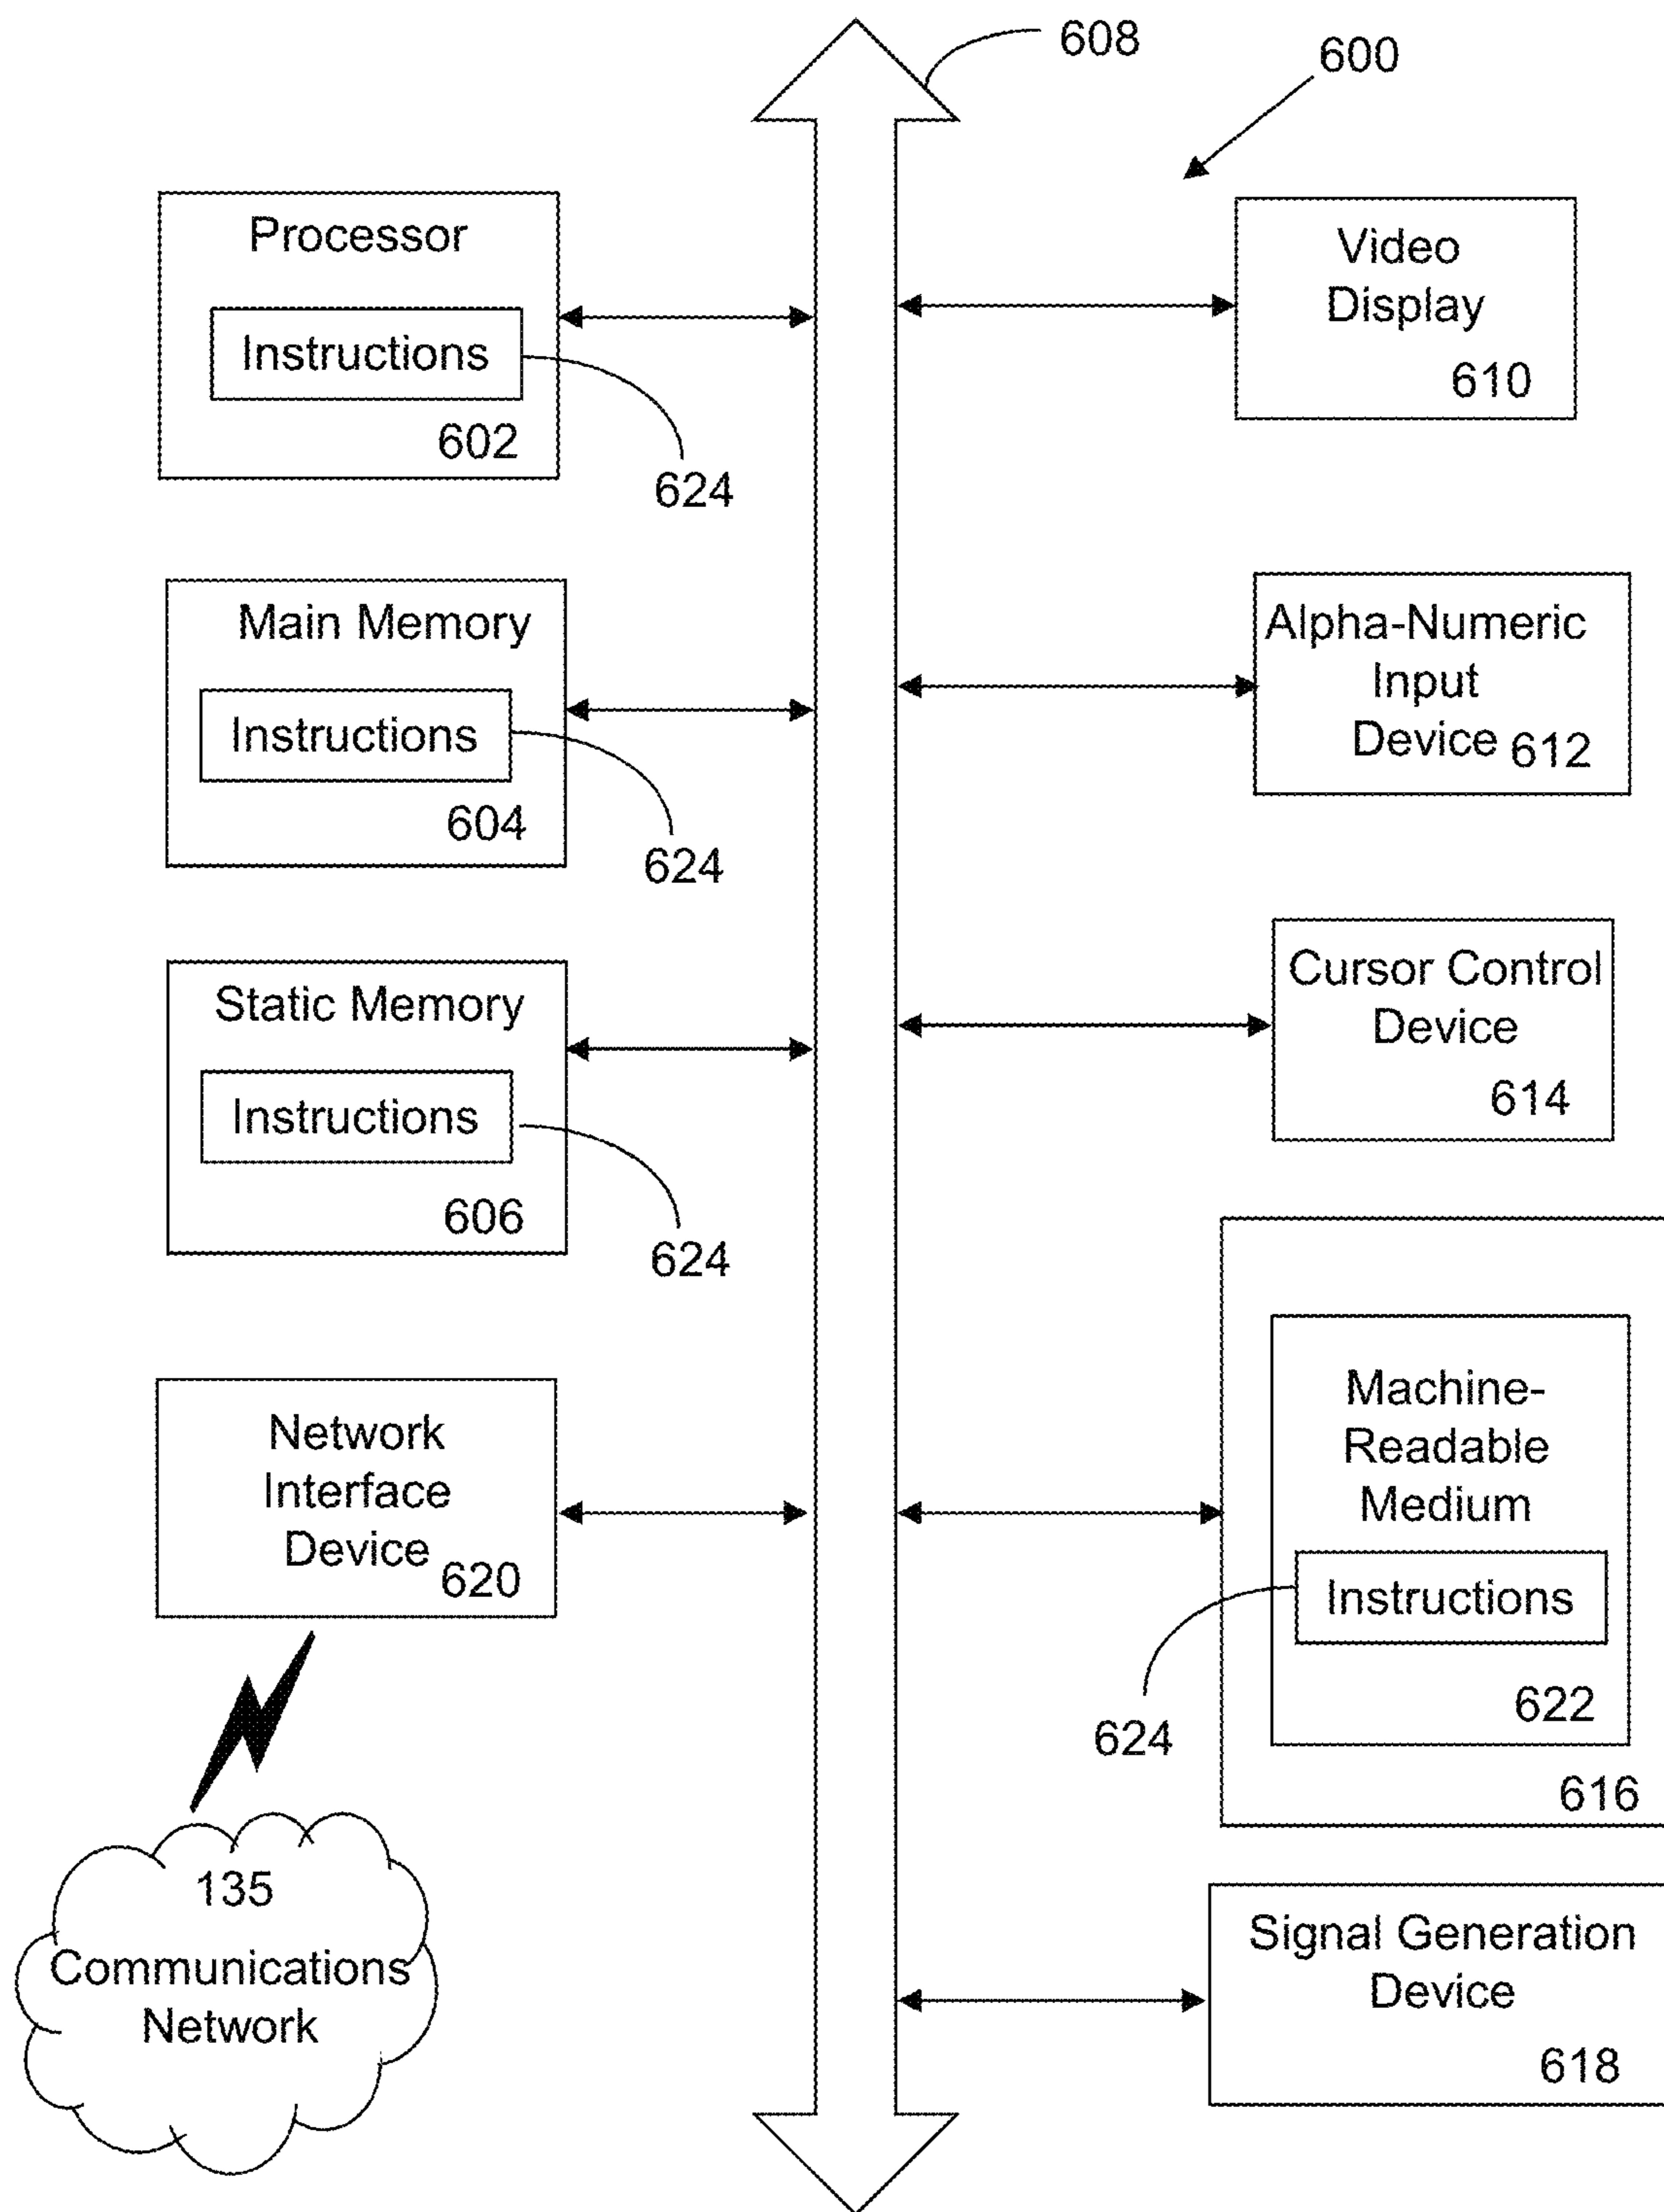 608
600
Processor
Instructions
602
624
Video
Display
610
Main Memory
Instructions
604
624
Alpha-Numeric
Input
Device 612
Static Memory
Instructions
606
624
Cursor Control
Device
614
Network
Interface
Device 620
Machine-
Readable
Medium
Instructions
622
624
616
135
Communications
Network
Signal Generation
Device
618